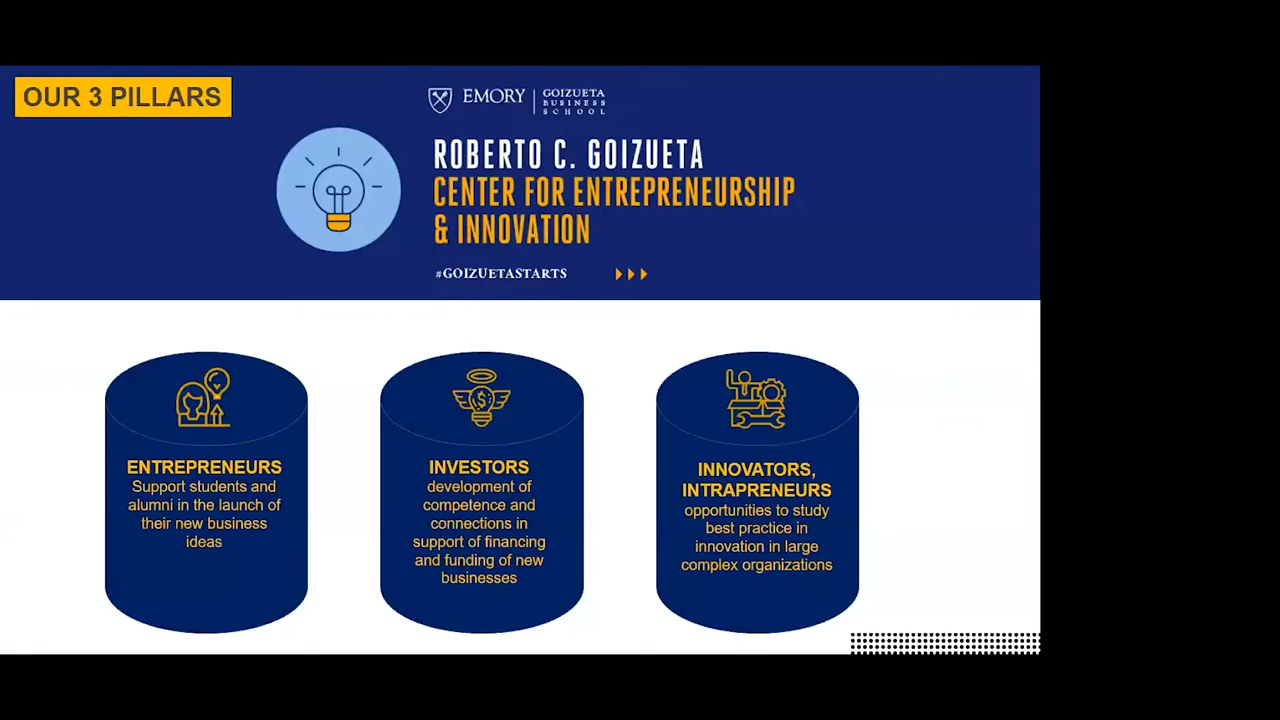 OUR 3 PILLARS
EMORY
GOIZUETA
BUSINESS
SCHOOL
ROBERTO C. GOIZUETA
CENTER FOR ENTREPRENEURSHIP
& INNOVATION
#GOIZUETASTARTS
ENTREPRENEURS
Support students and
alumni in the launch of
their new business
ideas
INVESTORS
development of
competence and
connections in
support of financing
and funding of new
businesses
INNOVATORS,
INTRAPRENEURS
opportunities to study
best practice in
innovation in large
complex organizations